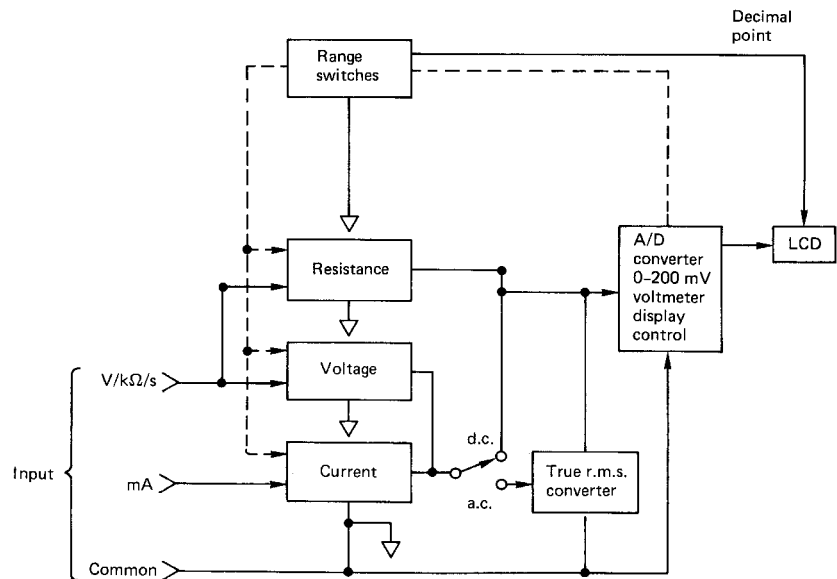 Decimal
point
Range
switches
Resistance
A/D
converter
0–200 mV
voltmeter
display
control
LCD
V/kΩ/s
Voltage
d.c.
Input
Current
True r.m.s.
converter
mA
a.c.
Common